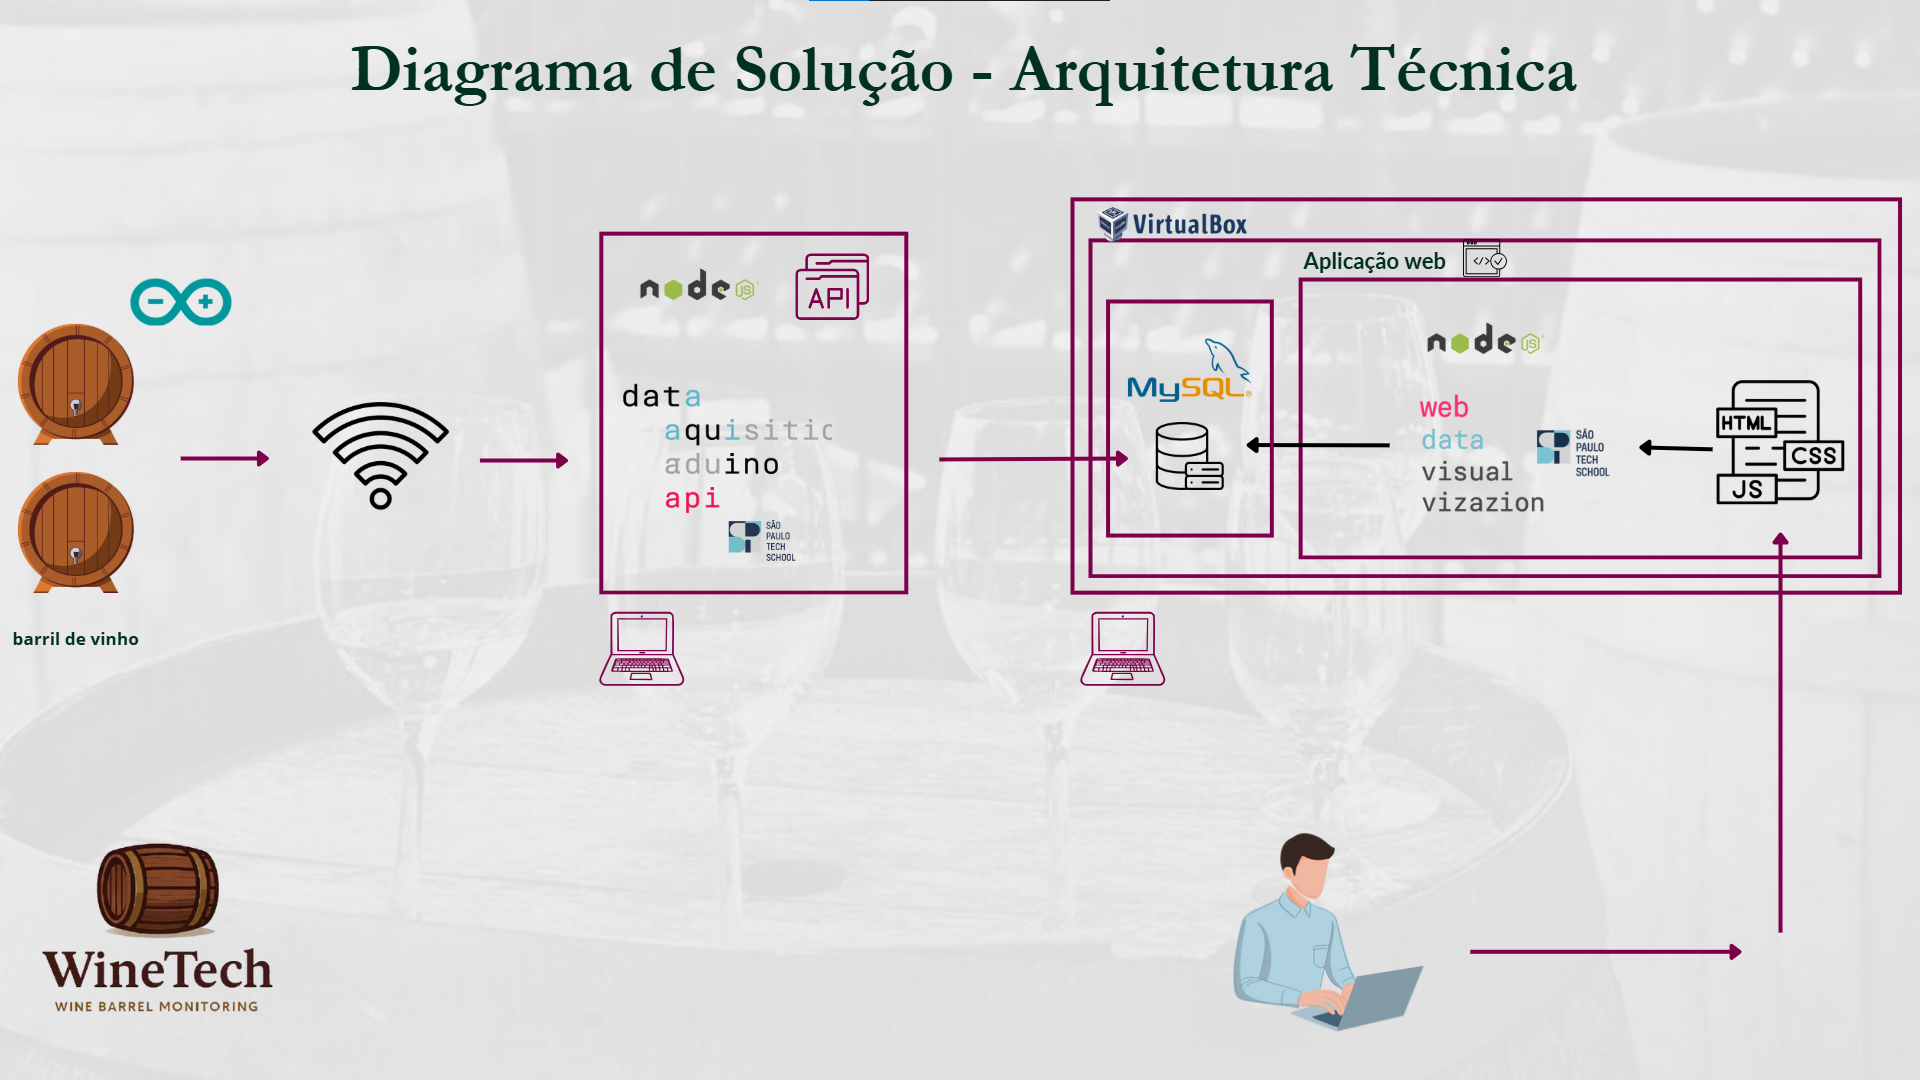 Diagrama de Solução - Arquitetura Técnica
barril de vinho
node JS
API
data
aquisitic
aduino
api
SÃO
PAULO
TECH
SCHOOL
VirtualBox
Aplicação web
</>
MySQL
node JS
web
data
visual
vizazion
SÃO
PAULO
TECH
SCHOOL
HTML
CSS
JS
WineTech
WINE BARREL MONITORING